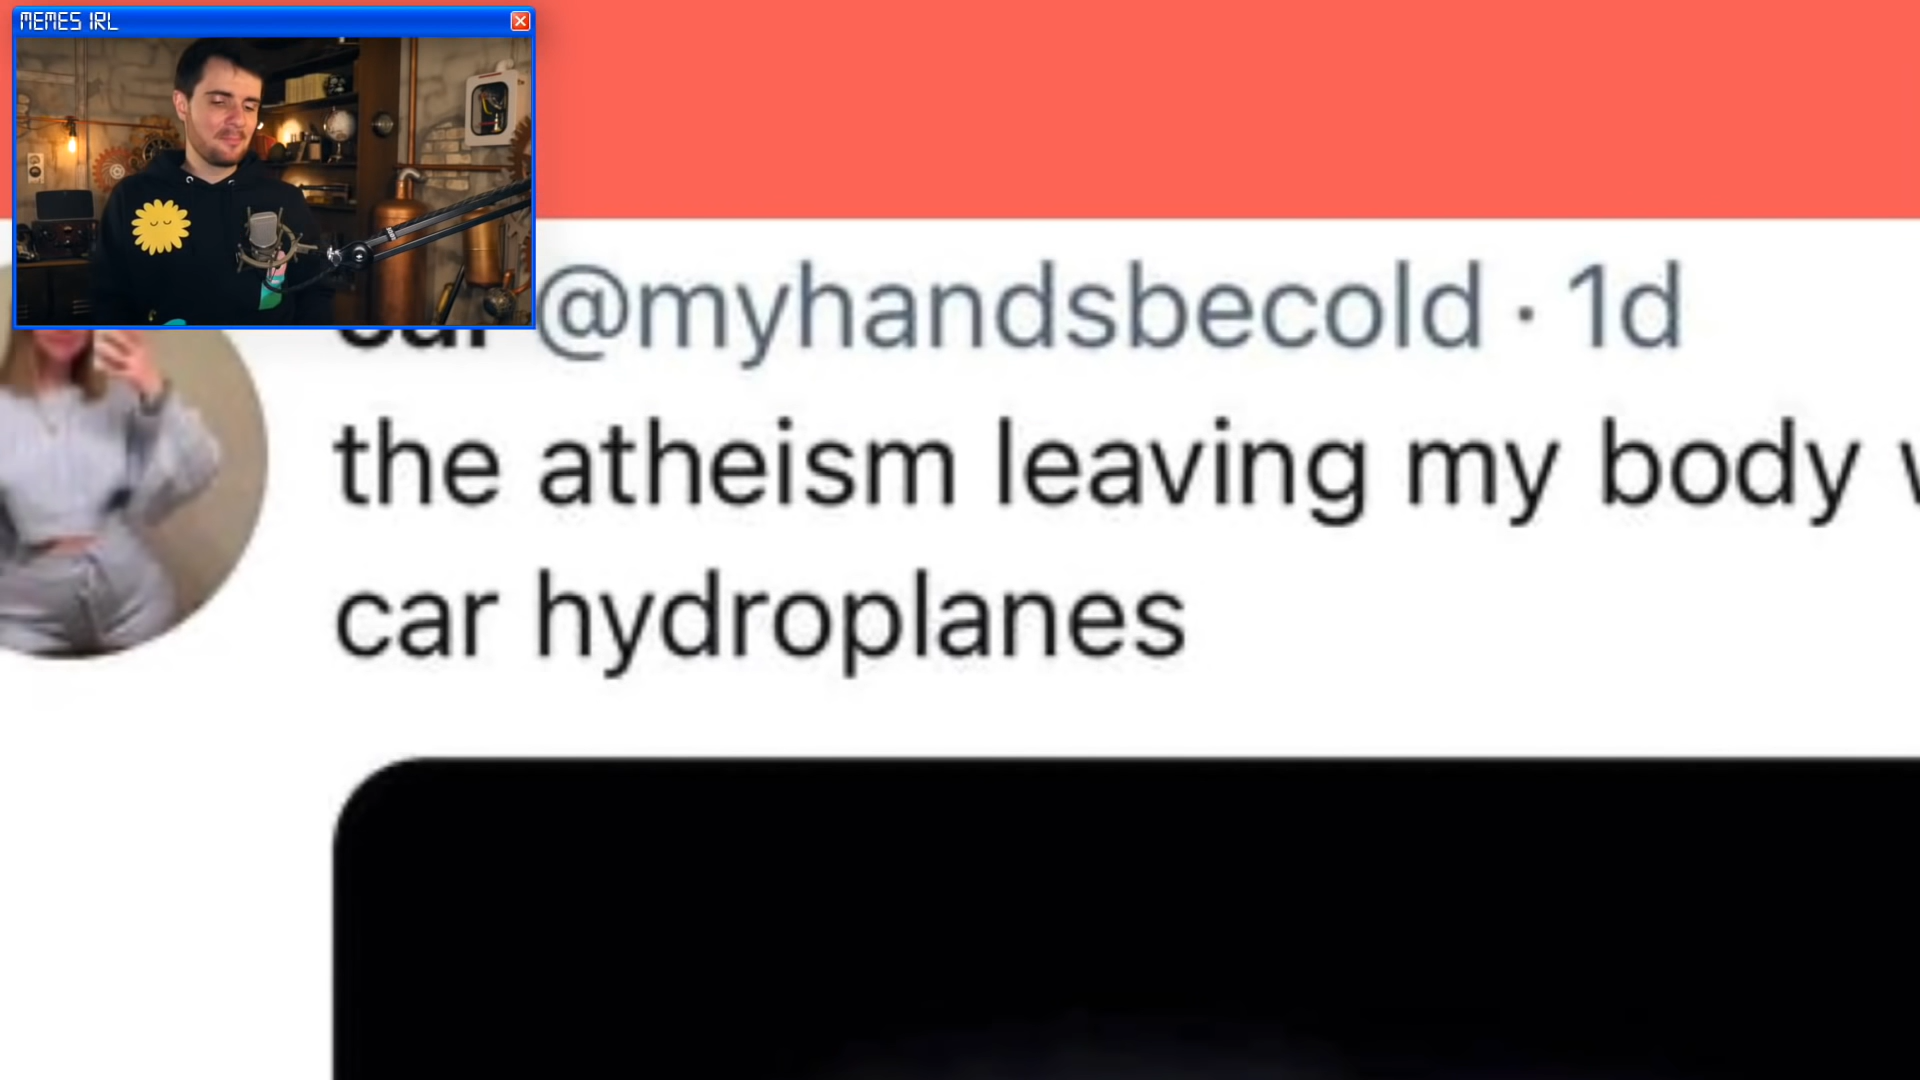 MEMES IRL
@myhandsbecold · 1d
the atheism leaving my body
car hydroplanes